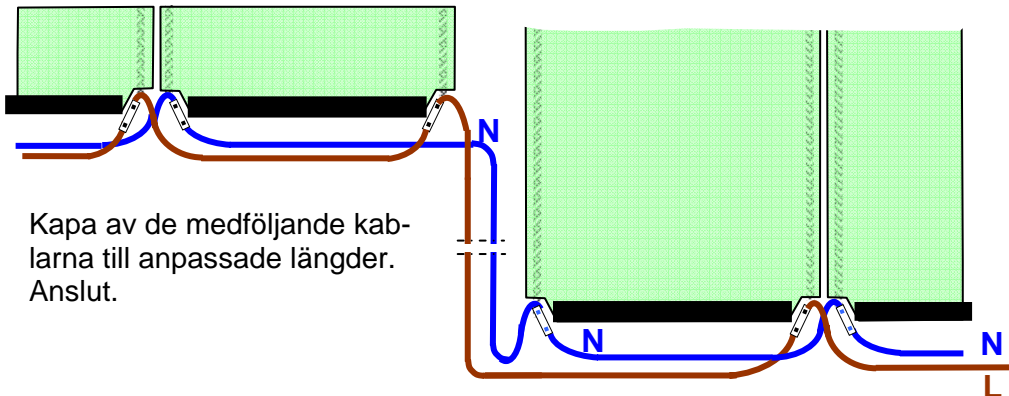 N
Kapa av de medföljande kab-
larna till anpassade längder.
Anslut.
N
N
L